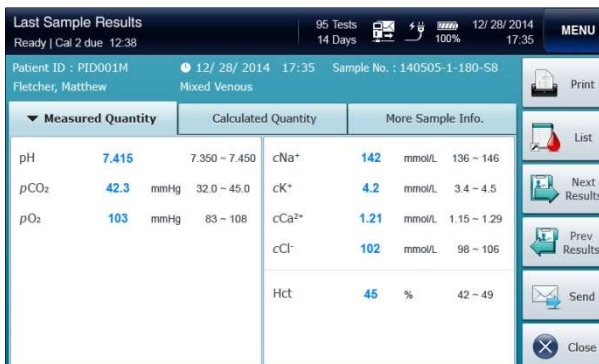 Last Sample Results
Ready | Cal 2 due 12:38
95 Tests
14 Days
100%
12/ 28/ 2014
17:35
MENU
Patient ID : PID001M
12/ 28/ 2014 17:35
Sample No. : 140505-1-180-S8
Fletcher, Matthew
Mixed Venous
Measured Quantity
Calculated Quantity
More Sample Info.
pH 7.415 7.350 ~ 7.450
pCO₂ 42.3 mmHg 32.0 ~ 45.0
pO₂ 103 mmHg 83 ~ 108
cNa⁺ 142 mmol/L 136 ~ 146
cK⁺ 4.2 mmol/L 3.4 ~ 4.5
cCa²⁺ 1.21 mmol/L 1.15 ~ 1.29
cCl⁻ 102 mmol/L 98 ~ 106
Hct 45 % 42 ~ 49
Print
List
Next
Results
Prev
Results
Send
Close